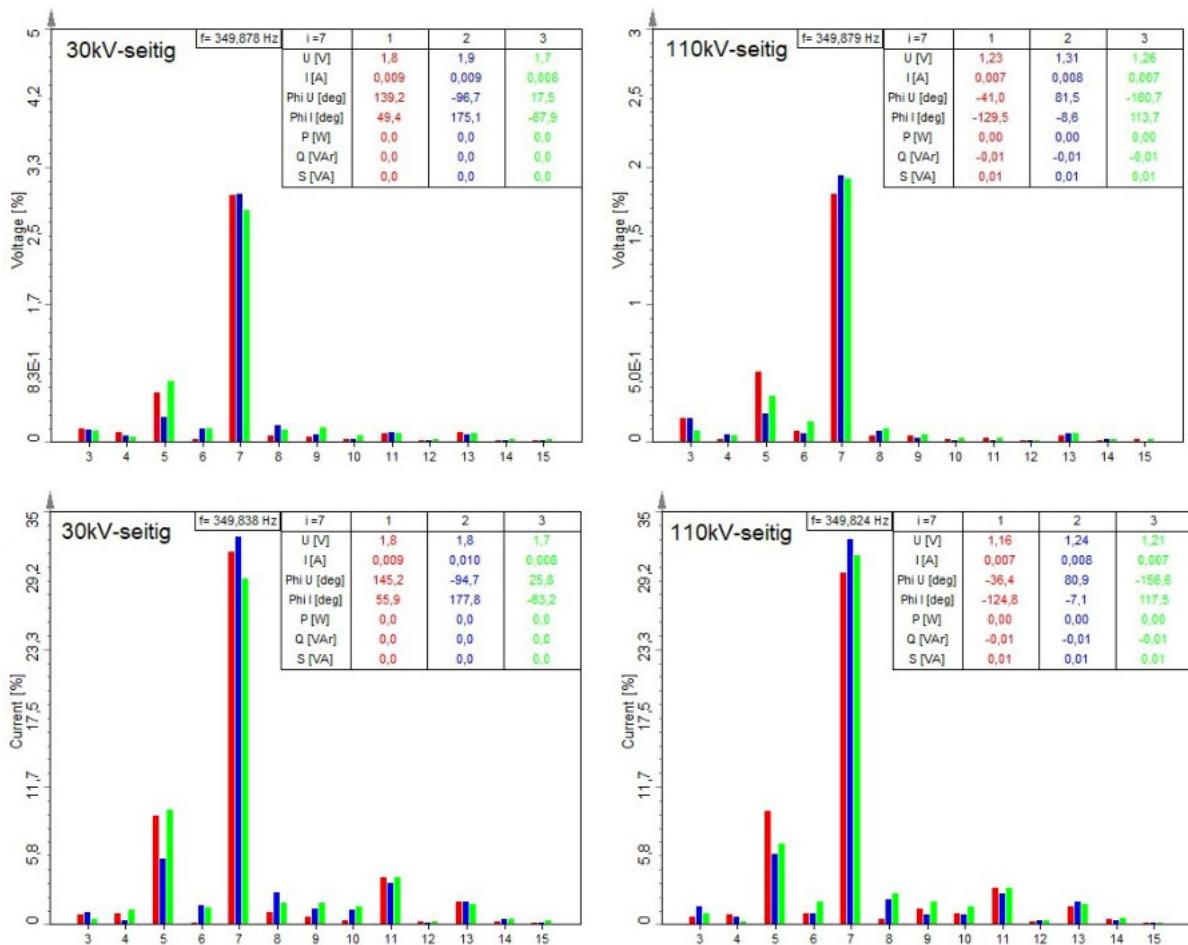 5
30kV-seitig
f= 349,878 Hz i =7 1 2 3
U [V] 1,8 1,9 1,7
I [A] 0,009 0,009 0,008
Phi U [deg] 139,2 -96,7 17,5
Phi I [deg] 49,4 175,1 -67,9
P [W] 0,0 0,0 0,0
Q [VAr] 0,0 0,0 0,0
S [VA] 0,0 0,0 0,0
4,2
3,3
2,5
1,7
8,3E-1
0
Voltage [%]
3 4 5 6 7 8 9 10 11 12 13 14 15
3
110kV-seitig
f= 349,879 Hz i =7 1 2 3
U [V] 1,23 1,31 1,26
I [A] 0,007 0,008 0,007
Phi U [deg] -41,0 81,5 -160,7
Phi I [deg] -129,5 -8,6 113,7
P [W] 0,00 0,00 0,00
Q [VAr] -0,01 -0,01 -0,01
S [VA] 0,01 0,01 0,01
2,5
2
1,5
1
5,0E-1
0
Voltage [%]
3 4 5 6 7 8 9 10 11 12 13 14 15
35
30kV-seitig
f= 349,838 Hz i =7 1 2 3
U [V] 1,8 1,8 1,7
I [A] 0,009 0,010 0,008
Phi U [deg] 145,2 -94,7 25,8
Phi I [deg] 55,9 177,8 -63,2
P [W] 0,0 0,0 0,0
Q [VAr] 0,0 0,0 0,0
S [VA] 0,0 0,0 0,0
29,2
23,3
17,5
11,7
5,8
0
Current [%]
3 4 5 6 7 8 9 10 11 12 13 14 15
35
110kV-seitig
f= 349,824 Hz i =7 1 2 3
U [V] 1,16 1,24 1,21
I [A] 0,007 0,008 0,007
Phi U [deg] -36,4 80,9 -156,6
Phi I [deg] -124,8 -7,1 117,5
P [W] 0,00 0,00 0,00
Q [VAr] -0,01 -0,01 -0,01
S [VA] 0,01 0,01 0,01
29,2
23,3
17,5
11,7
5,8
0
Current [%]
3 4 5 6 7 8 9 10 11 12 13 14 15